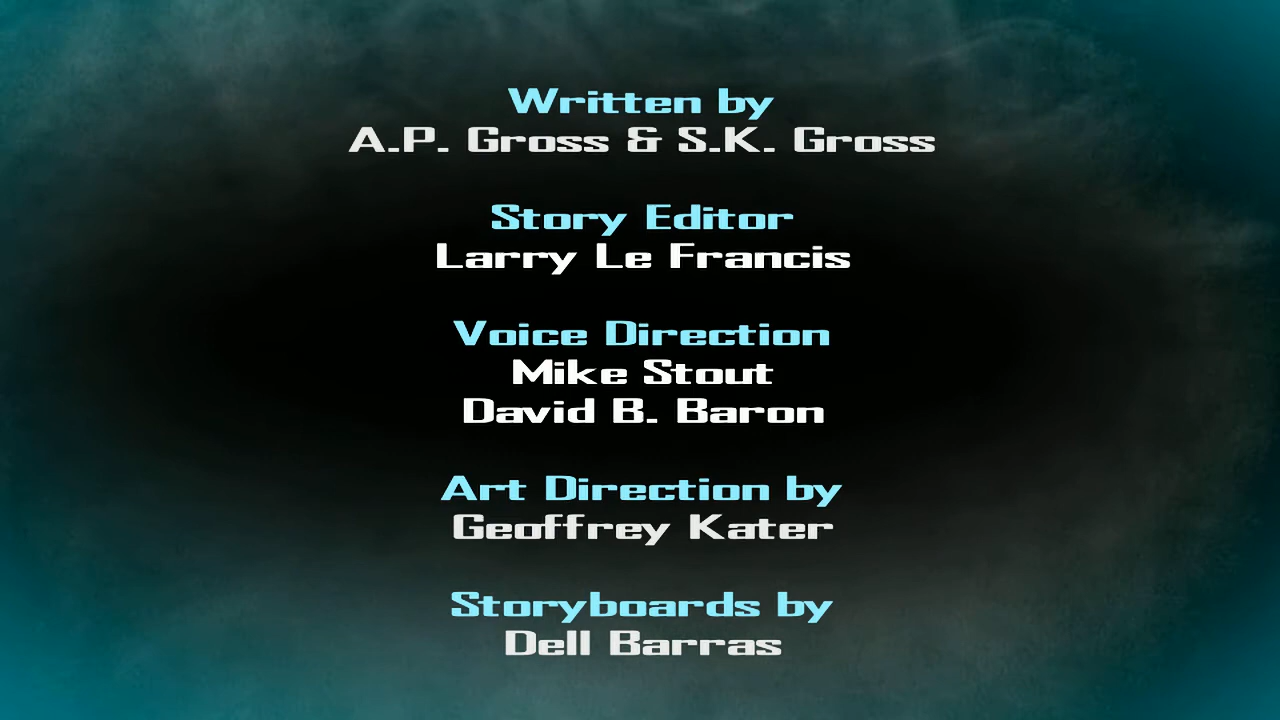 Written by
A.P. Gross & S.K. Gross
Story Editor
Larry Le Francis
Voice Direction
Mike Stout
David B. Baron
Art Direction by
Geoffrey Kater
Storyboards by
Dell Barras